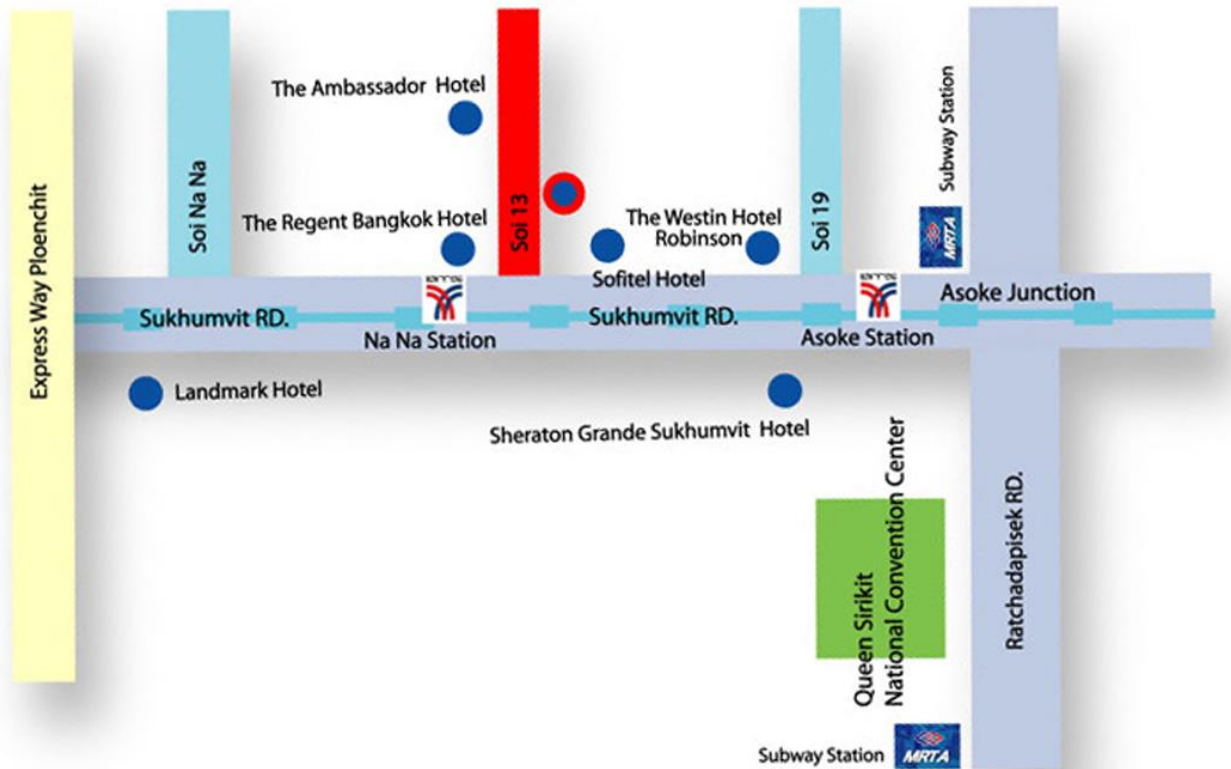 The Ambassador Hotel
Soi Na Na
Express Way Ploenchit
The Regent Bangkok Hotel
Soi 13
The Westin Hotel
Robinson
Sofitel Hotel
Soi 19
Subway Station
MRTA
Sukhumvit RD.
Na Na Station
Sukhumvit RD.
Asoke Station
Asoke Junction
Landmark Hotel
Sheraton Grande Sukhumvit Hotel
Queen Sirikit
National Convention Center
Ratchadapisek RD.
Subway Station
MRTA